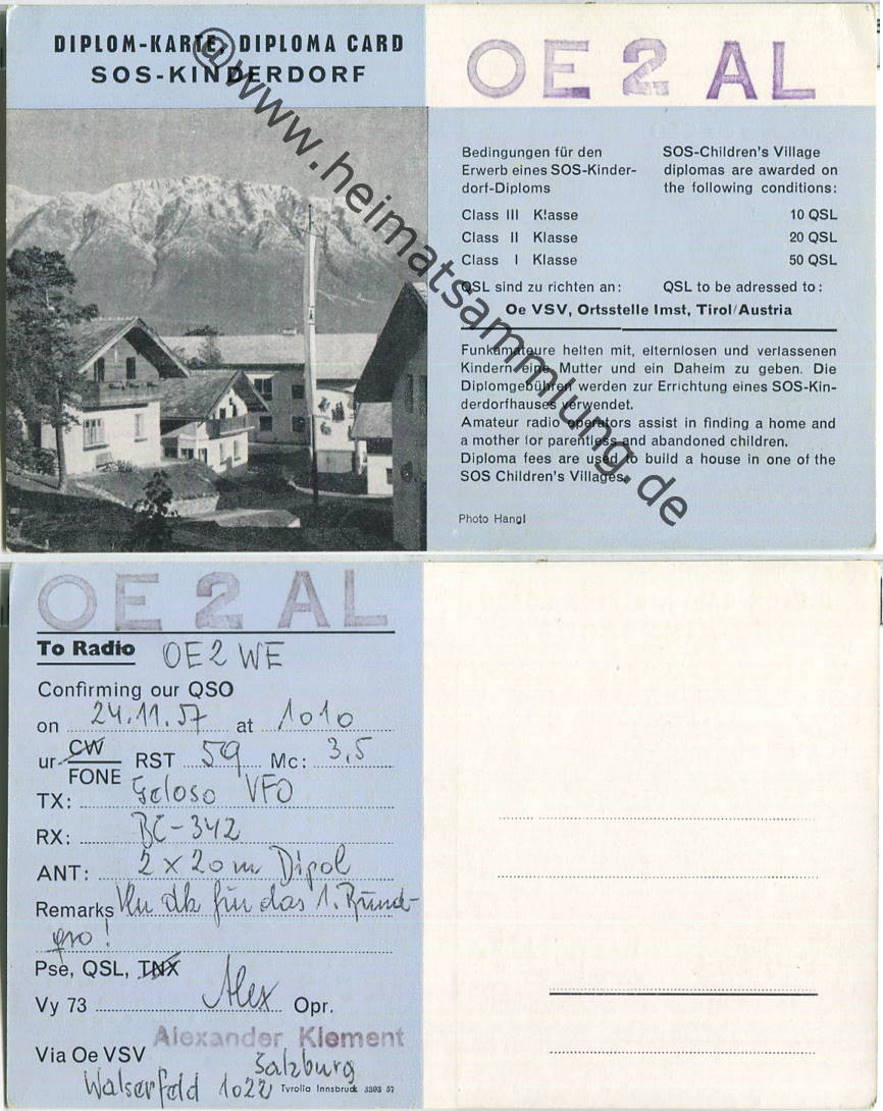 DIPLOM-KARTE, DIPLOMA CARD
SOS-KINDERDORF
OE 2 AL
Bedingungen für den
Erwerb eines SOS-Kinder-
dorf-Diploms
SOS-Children's Village
diplomas are awarded on
the following conditions:
Class III Klasse 10 QSL
Class II Klasse 20 QSL
Class I Klasse 50 QSL
QSL sind zu richten an: QSL to be adressed to:
Oe VSV, Ortsstelle Imst, Tirol/Austria
Funkamateure helfen mit, elternlosen und verlassenen
Kindern eine Mutter und ein Daheim zu geben. Die
Diplomgebühren werden zur Errichtung eines SOS-Kin-
derdorfhauses verwendet.
Amateur radio operators assist in finding a home and
a mother for parentless and abandoned children.
Diploma fees are used to build a house in one of the
SOS Children's Villages.
Photo Hangl
@www.heimatsammlung.de
OE 2 AL
To Radio OE2WE
Confirming our QSO
on 24.11.57 at 1010
ur CW RST 59 Mc: 3,5
FONE
TX: Geloso VFO
RX: BC-342
ANT: 2 x 20 m Dipol
Remarks Vln dk für das 1. Rund-
qso!
Pse, QSL, TNX
Vy 73 Alex Opr.
Alexander Klement
Via Oe VSV Salzburg
Walserfeld 1022 Tyrolia Innsbruck 3393 57